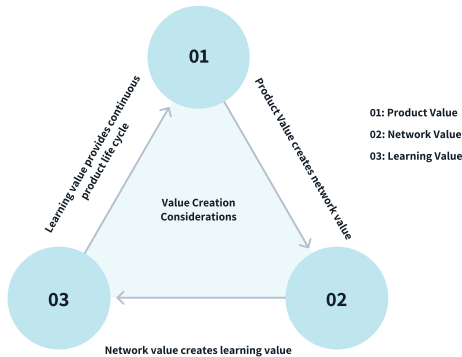 01
Learning value provides continuous
product life cycle
Product Value creates network value
01: Product Value
02: Network Value
03: Learning Value
Value Creation
Considerations
03
02
Network value creates learning value